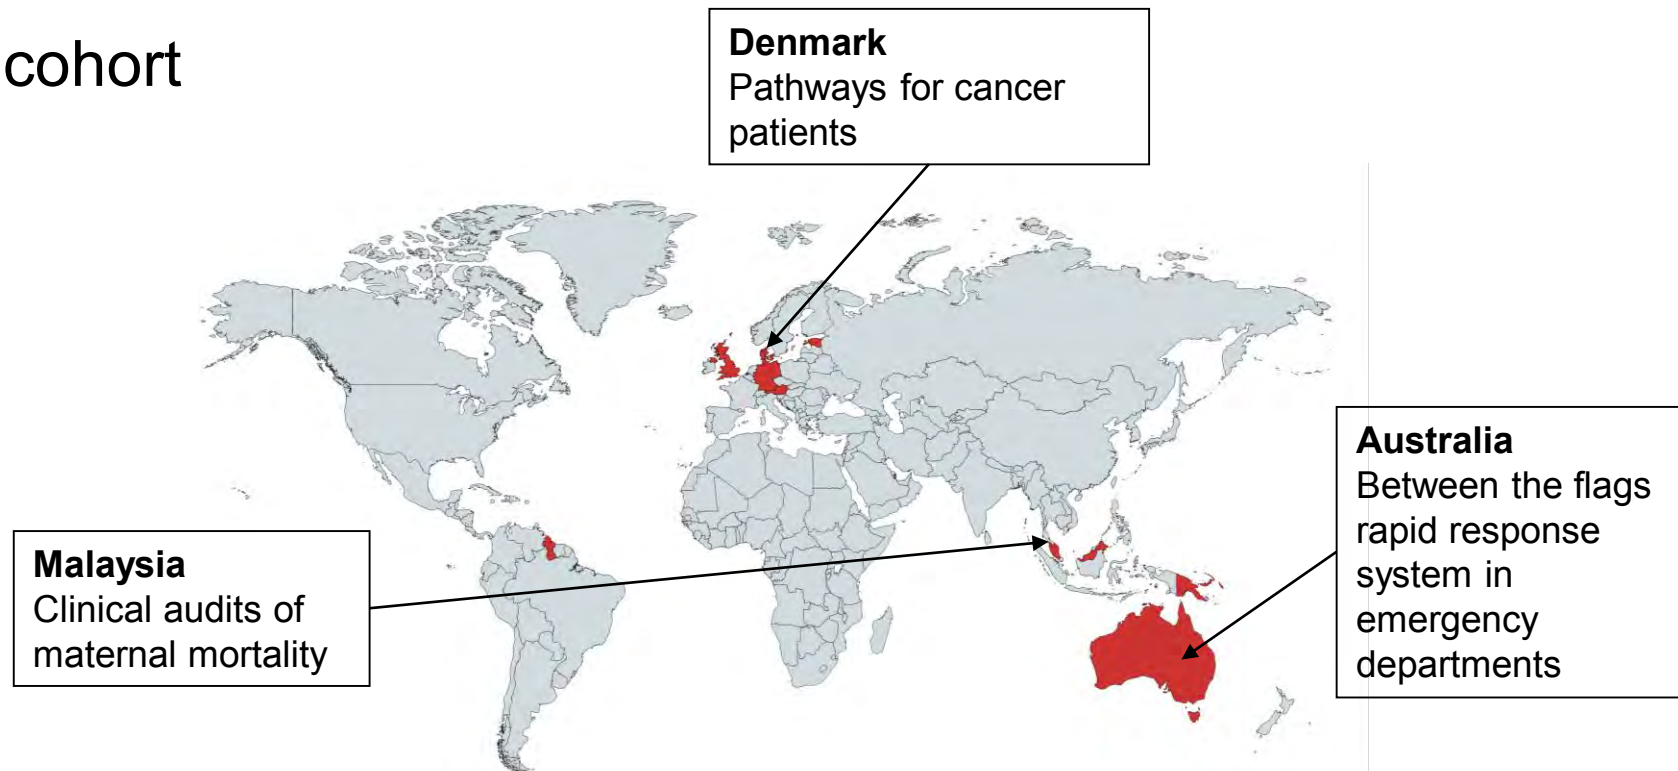 cohort
Denmark
Pathways for cancer
patients
Malaysia
Clinical audits of
maternal mortality
Australia
Between the flags
rapid response
system in
emergency
departments